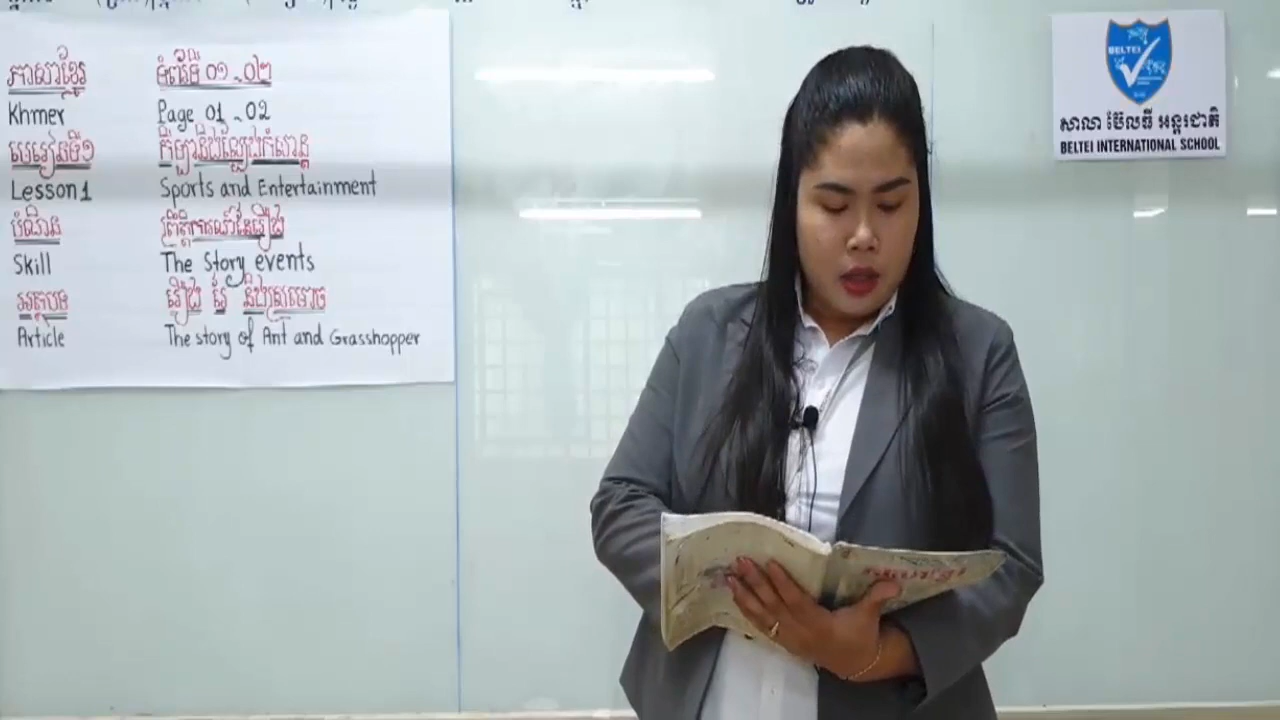 ភាសាខ្មែរ ទំព័រទី ០១ -០២
Khmer Page 01 -02
មេរៀនទី១ កីឡានិងល្បែងកំសាន្ត
Lesson 1 Sports and Entertainment
បំណិន ព្រឹត្តិការណ៍នៃរឿង
Skill The Story events
អត្ថបទ រឿង រៃ និងស្រមោច
Article The story of Ant and Grasshopper
BELTEI
សាលា ប៊ែលធី អន្តរជាតិ
BELTEI INTERNATIONAL SCHOOL